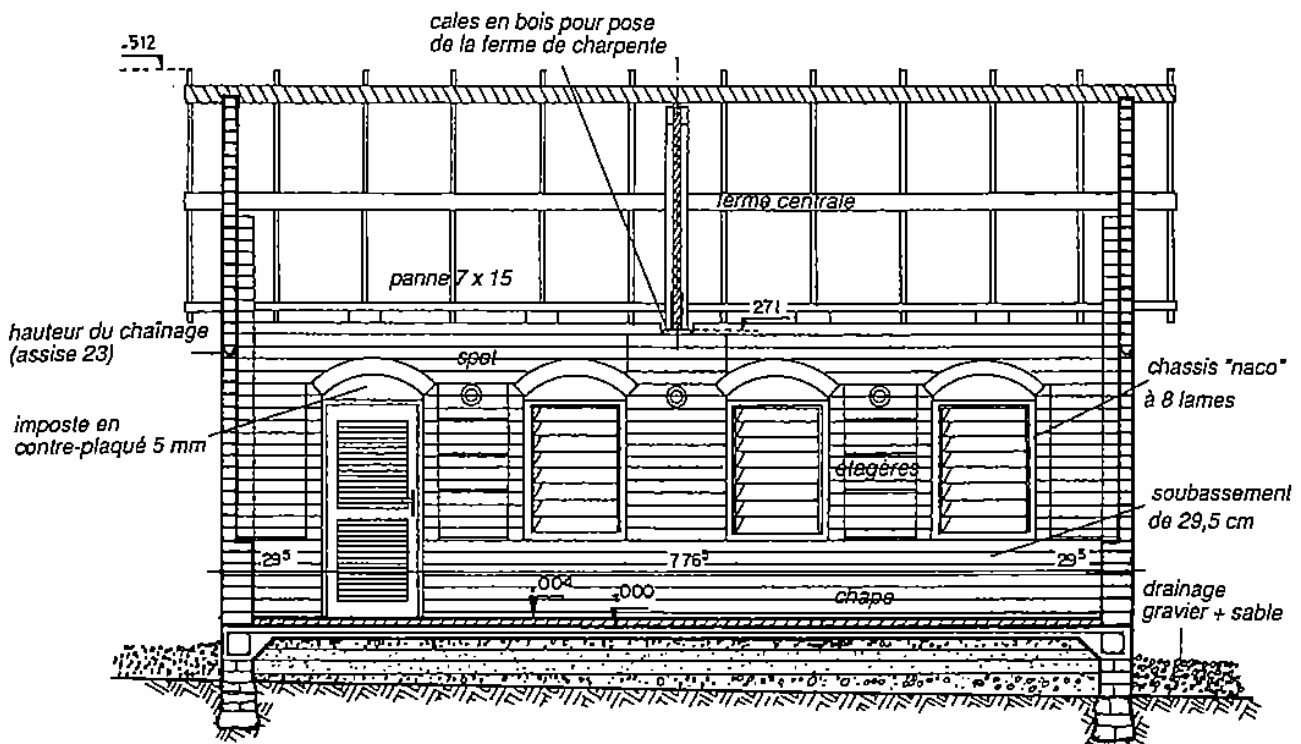 cales en bois pour pose
de la ferme de charpente
.512
ferme centrale
panne 7 x 15
271
hauteur du chaînage
(assise 23)
spot
chassis "naco"
à 8 lames
imposte en
contre-plaqué 5 mm
étagères
soubassement
de 29,5 cm
29⁵
776⁵
29⁵
004
000
chape
drainage
gravier + sable